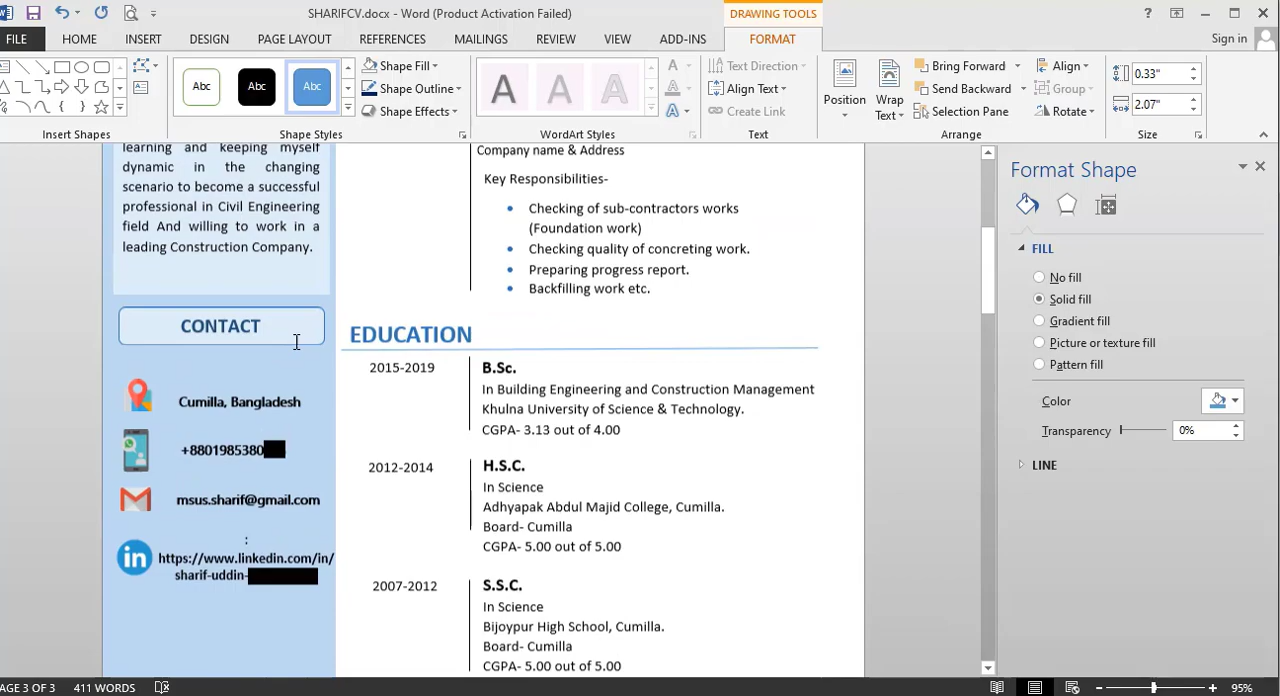 SHARIFCV.docx - Word (Product Activation Failed)
DRAWING TOOLS
FILE HOME INSERT DESIGN PAGE LAYOUT REFERENCES MAILINGS REVIEW VIEW ADD-INS FORMAT Sign in
Abc Abc Abc
Shape Fill
Shape Outline
Shape Effects
A A A
A
A
A
Text Direction
Align Text
Create Link
Position
Wrap
Text
Bring Forward
Send Backward
Selection Pane
Align
Group
Rotate
0.33"
2.07"
Insert Shapes Shape Styles WordArt Styles Text Arrange Size
learning and keeping myself
dynamic in the changing
scenario to become a successful
professional in Civil Engineering
field And willing to work in a
leading Construction Company.
CONTACT
Cumilla, Bangladesh
+8801985380
msus.sharif@gmail.com
:
https://www.linkedin.com/in/
sharif-uddin-
in
Company name & Address
Key Responsibilities-
• Checking of sub-contractors works
(Foundation work)
• Checking quality of concreting work.
• Preparing progress report.
• Backfilling work etc.
EDUCATION
2015-2019
B.Sc.
In Building Engineering and Construction Management
Khulna University of Science & Technology.
CGPA- 3.13 out of 4.00
2012-2014
H.S.C.
In Science
Adhyapak Abdul Majid College, Cumilla.
Board- Cumilla
CGPA- 5.00 out of 5.00
2007-2012
S.S.C.
In Science
Bijoypur High School, Cumilla.
Board- Cumilla
CGPA- 5.00 out of 5.00
Format Shape
FILL
No fill
Solid fill
Gradient fill
Picture or texture fill
Pattern fill
Color
Transparency 0%
LINE
PAGE 3 OF 3 411 WORDS
95%